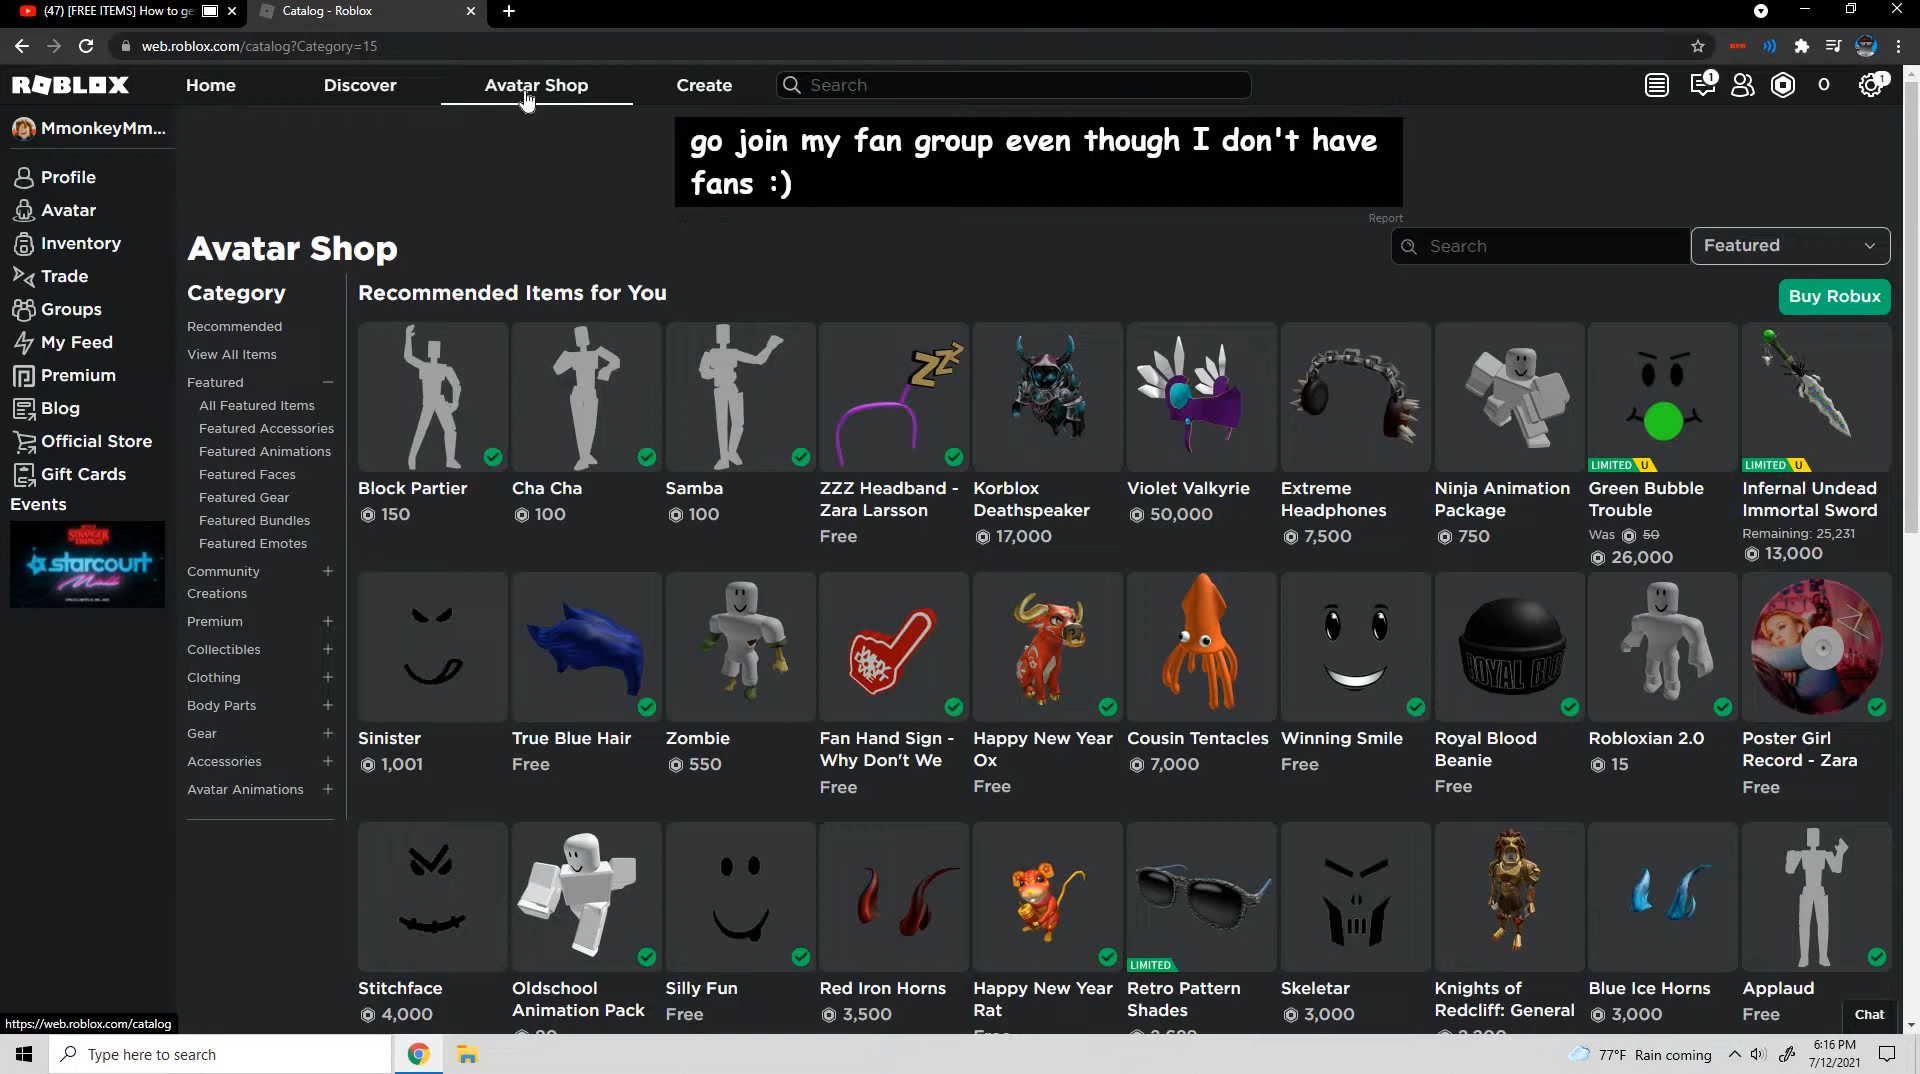 (47) [FREE ITEMS] How to ge
Catalog - Roblox
web.roblox.com/catalog?Category=15
ROBLOX
Home
Discover
Avatar Shop
Create
Search
1
0
1
MmonkeyMm...
go join my fan group even though I don't have
fans :)
Report
Profile
Avatar
Inventory
Trade
Groups
My Feed
Premium
Blog
Official Store
Gift Cards
Events
STRANGER
THINGS
starcourt
Mall
Avatar Shop
Search
Featured
Category
Recommended
View All Items
Featured
All Featured Items
Featured Accessories
Featured Animations
Featured Faces
Featured Gear
Featured Bundles
Featured Emotes
Community
Creations
Premium
Collectibles
Clothing
Body Parts
Gear
Accessories
Avatar Animations
Recommended Items for You
Buy Robux
Block Partier
150
Cha Cha
100
Samba
100
ZZZ
ZZZ Headband -
Zara Larsson
Free
Korblox
Deathspeaker
17,000
Violet Valkyrie
50,000
Extreme
Headphones
7,500
Ninja Animation
Package
750
LIMITED U
Green Bubble
Trouble
Was 50
26,000
LIMITED U
Infernal Undead
Immortal Sword
Remaining: 25,231
13,000
Sinister
1,001
True Blue Hair
Free
Zombie
550
Fan Hand Sign -
Why Don't We
Free
Happy New Year
Ox
Free
Cousin Tentacles
7,000
Winning Smile
Free
ROYAL BLO
Royal Blood
Beanie
Free
Robloxian 2.0
15
Poster Girl
Record - Zara
Free
Stitchface
4,000
Oldschool
Animation Pack
Silly Fun
Free
Red Iron Horns
3,500
Happy New Year
Rat
LIMITED
Retro Pattern
Shades
Skeletar
3,000
Knights of
Redcliff: General
Blue Ice Horns
3,000
Applaud
Free
Chat
https://web.roblox.com/catalog
Type here to search
77°F Rain coming
6:16 PM
7/12/2021